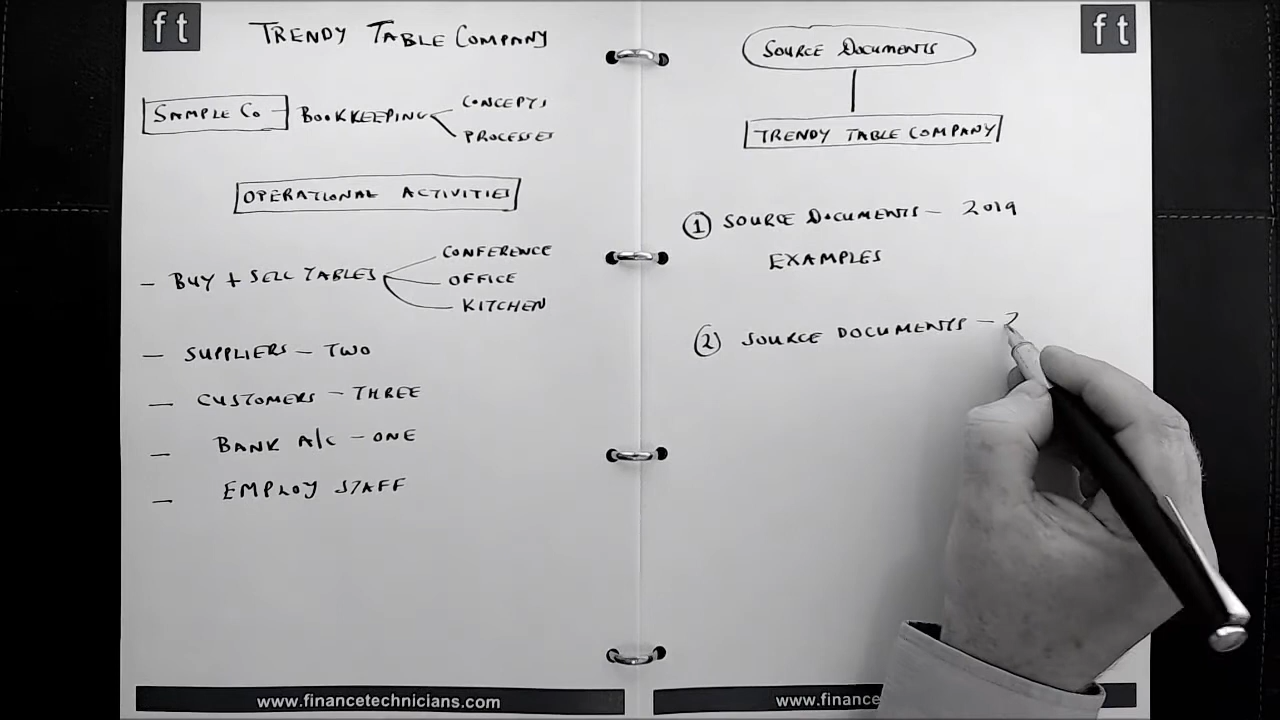 ft
TRENDY TABLE COMPANY
SAMPLE CO – BOOKKEEPING
CONCEPTS
PROCESSES
OPERATIONAL ACTIVITIES
– BUY + SELL TABLES
CONFERENCE
OFFICE
KITCHEN
– SUPPLIERS – TWO
– CUSTOMERS – THREE
– BANK A/C – ONE
– EMPLOY STAFF
www.financetechnicians.com
ft
SOURCE DOCUMENTS
TRENDY TABLE COMPANY
1 SOURCE DOCUMENTS – 2019
EXAMPLES
2 SOURCE DOCUMENTS – 2
www.finance